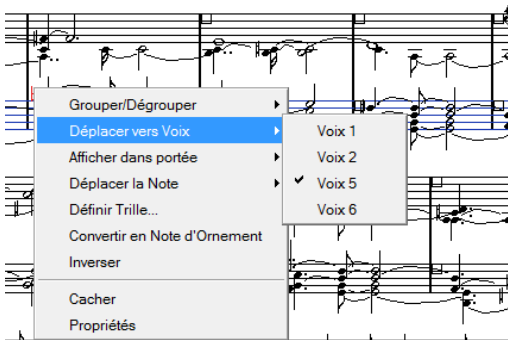 Grouper/Dégrouper
Déplacer vers Voix
Afficher dans portée
Déplacer la Note
Définir Trille...
Convertir en Note d'Ornement
Inverser
Cacher
Propriétés
Voix 1
Voix 2
Voix 5
Voix 6